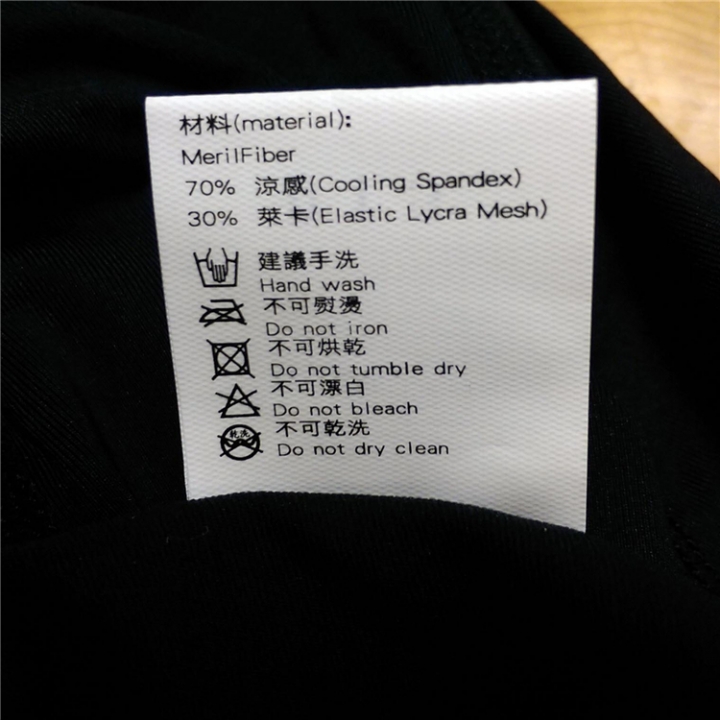 材料(material):
MerilFiber
70% 涼感(Cooling Spandex)
30% 萊卡(Elastic Lycra Mesh)
建議手洗
Hand wash
不可熨燙
Do not iron
不可烘乾
Do not tumble dry
不可漂白
Do not bleach
乾洗
不可乾洗
Do not dry clean